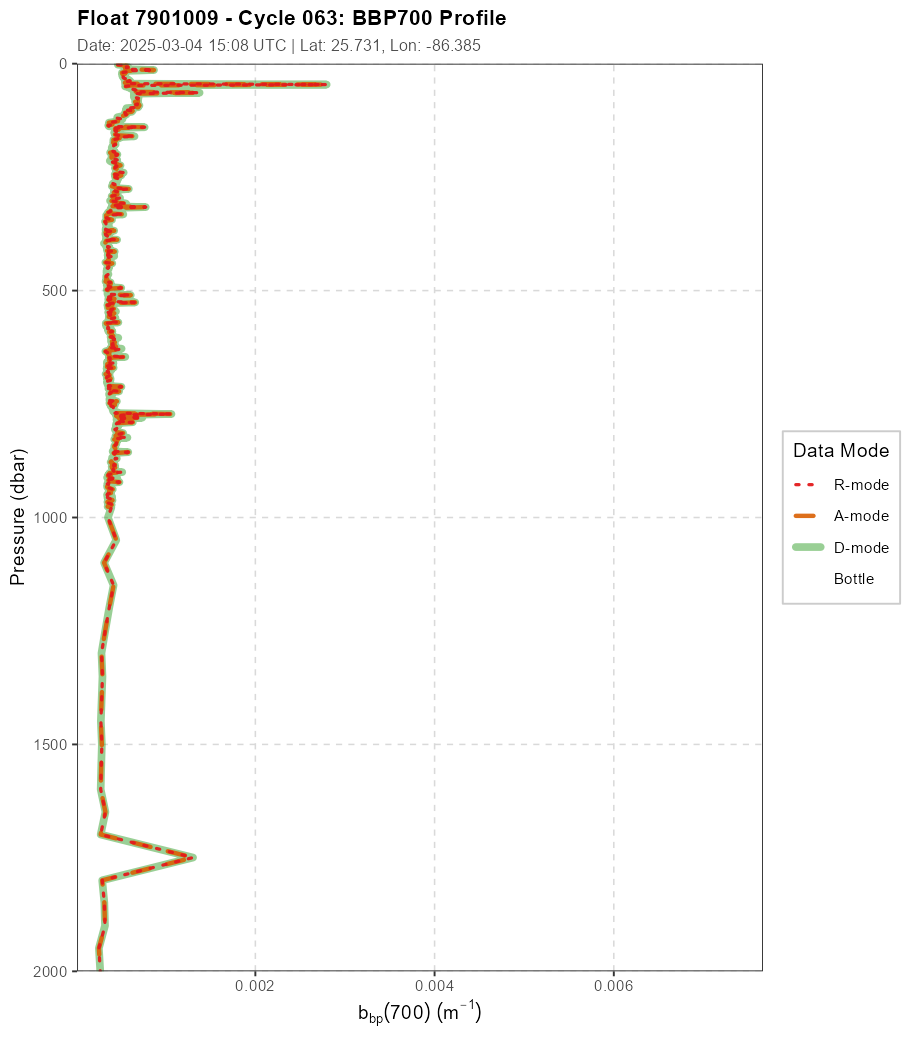 Float 7901009 - Cycle 063: BBP700 Profile
Date: 2025-03-04 15:08 UTC | Lat: 25.731, Lon: -86.385
0
500
1000
1500
2000
Pressure (dbar)
0.002 0.004 0.006
b_bp(700) (m⁻¹)
Data Mode
R-mode
A-mode
D-mode
Bottle